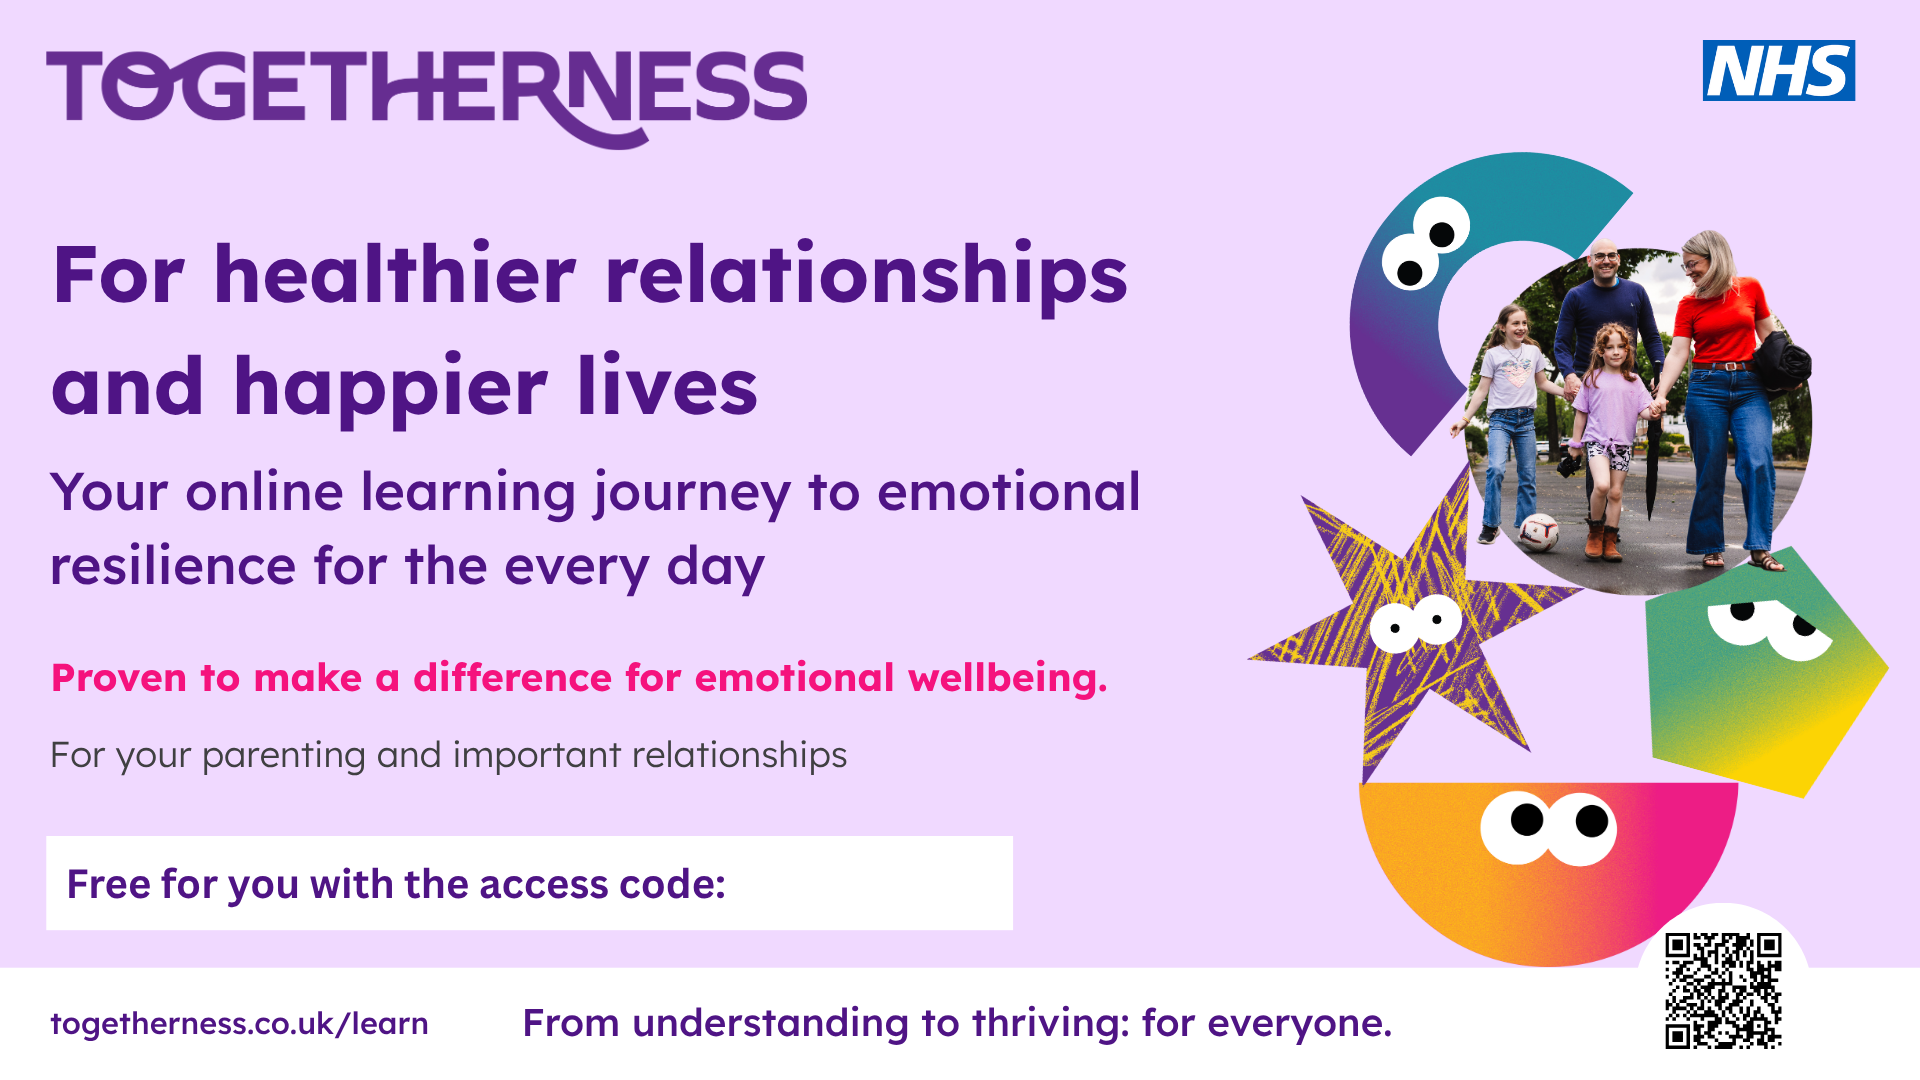 TOGETHERNESS
NHS
For healthier relationships
and happier lives
Your online learning journey to emotional
resilience for the every day
Proven to make a difference for emotional wellbeing.
For your parenting and important relationships
Free for you with the access code:
togetherness.co.uk/learn
From understanding to thriving: for everyone.